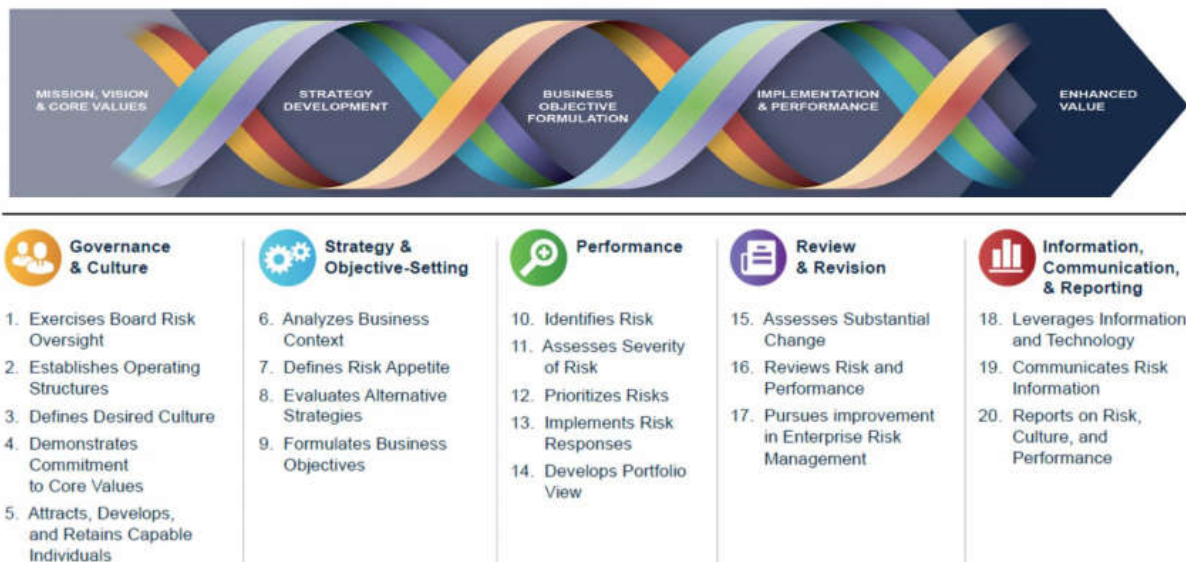 MISSION, VISION
& CORE VALUES
STRATEGY
DEVELOPMENT
BUSINESS
OBJECTIVE
FORMULATION
IMPLEMENTATION
& PERFORMANCE
ENHANCED
VALUE
Governance
& Culture
1. Exercises Board Risk
Oversight
2. Establishes Operating
Structures
3. Defines Desired Culture
4. Demonstrates
Commitment
to Core Values
5. Attracts, Develops,
and Retains Capable
Individuals
Strategy &
Objective-Setting
6. Analyzes Business
Context
7. Defines Risk Appetite
8. Evaluates Alternative
Strategies
9. Formulates Business
Objectives
Performance
10. Identifies Risk
11. Assesses Severity
of Risk
12. Prioritizes Risks
13. Implements Risk
Responses
14. Develops Portfolio
View
Review
& Revision
15. Assesses Substantial
Change
16. Reviews Risk and
Performance
17. Pursues improvement
in Enterprise Risk
Management
Information,
Communication,
& Reporting
18. Leverages Information
and Technology
19. Communicates Risk
Information
20. Reports on Risk,
Culture, and
Performance